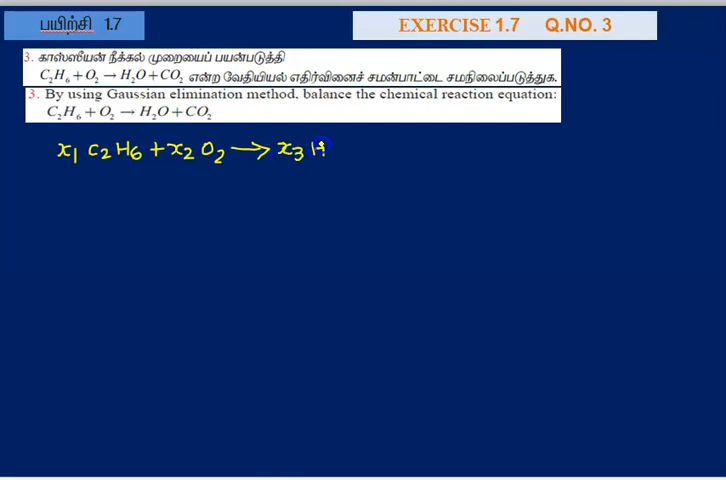 பயிற்சி 1.7
EXERCISE 1.7 Q.NO. 3
3. காஸ்ஸீயன் நீக்கல் முறையைப் பயன்படுத்தி
C₂H₆ + O₂ → H₂O + CO₂ என்ற வேதியியல் எதிர்வினைச் சமன்பாட்டை சமநிலைப்படுத்துக.
3. By using Gaussian elimination method, balance the chemical reaction equation:
C₂H₆ + O₂ → H₂O + CO₂
x₁ C₂H₆ + x₂ O₂ → x₃ H